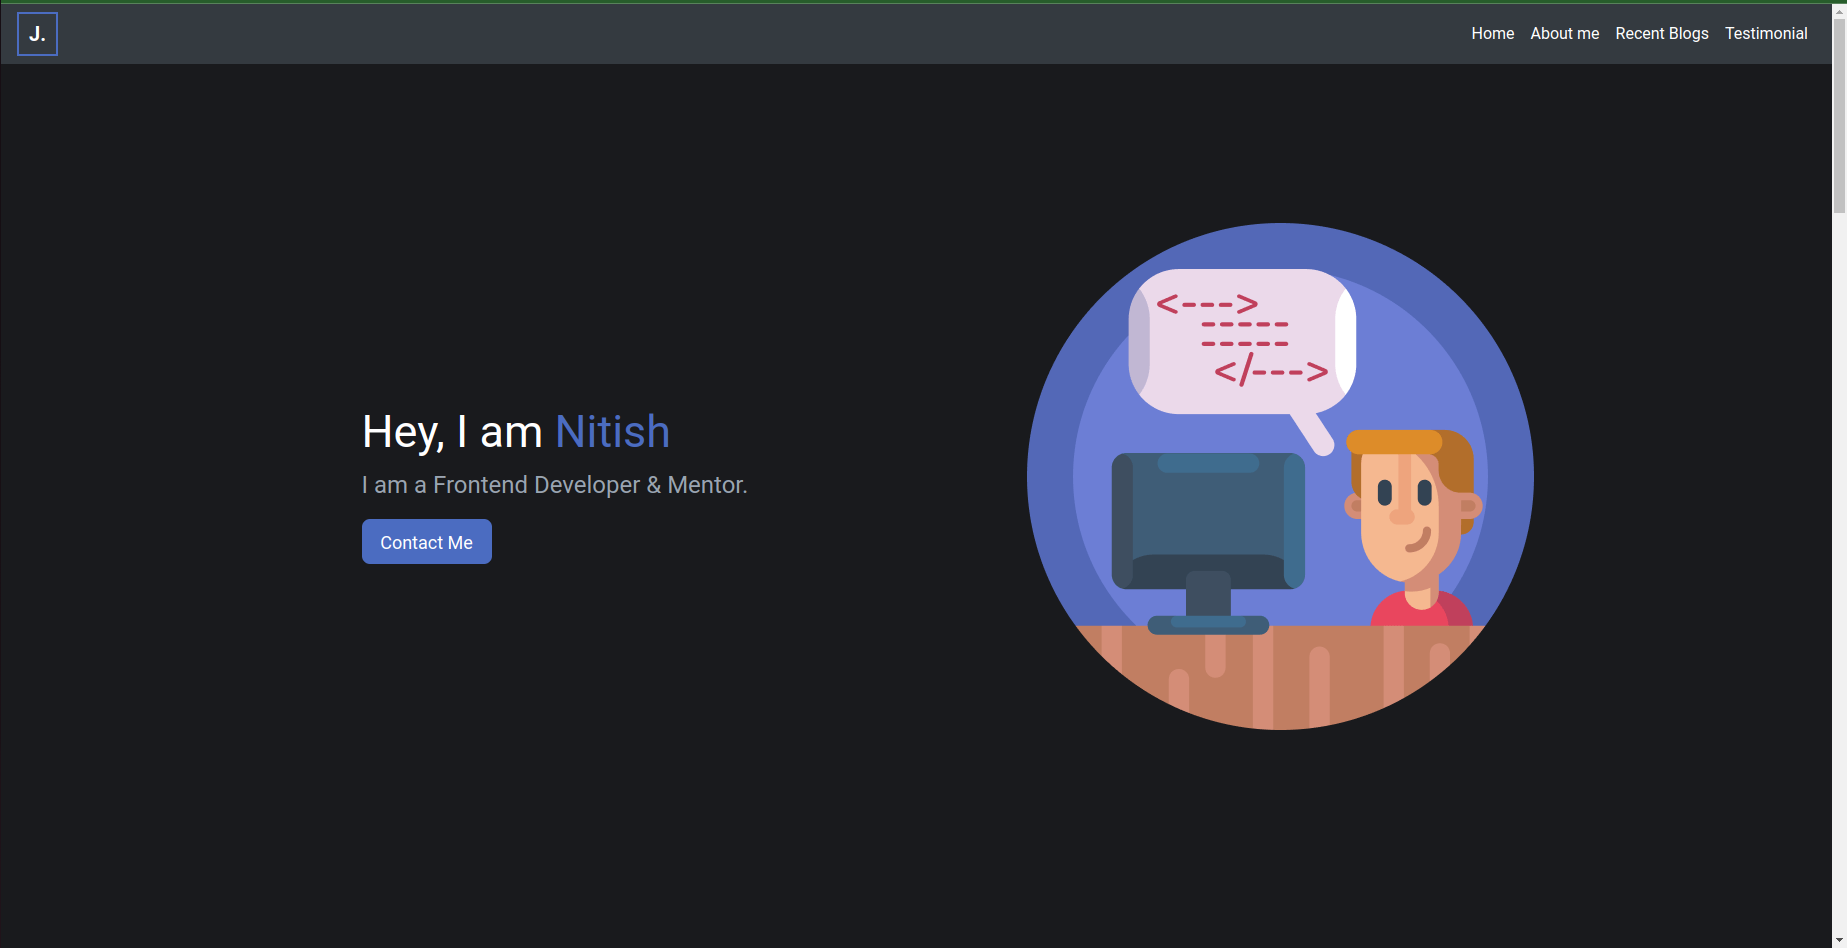 J.
Home About me Recent Blogs Testimonial
<--->
</--->
Hey, I am Nitish
I am a Frontend Developer & Mentor.
Contact Me